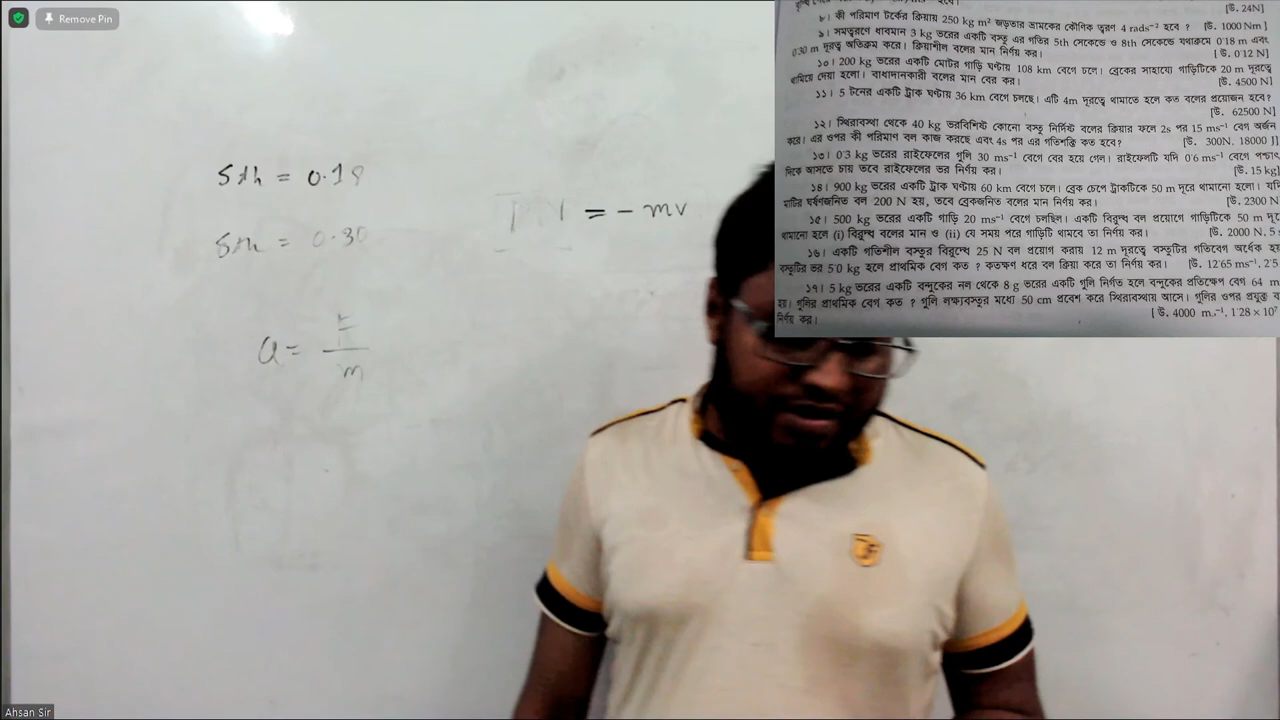 Remove Pin
[উ. 24N]
৮। কী পরিমাণ টর্কের ক্রিয়ায় 250 kg m² জড়তার ভ্রামকের কৌণিক ত্বরণ 4 rads⁻² হবে ? [উ. 1000 Nm]
৯। সমত্বরণে ধাবমান 3 kg ভরের একটি বস্তু এর গতির 5th সেকেন্ডে ও 8th সেকেন্ডে যথাক্রমে 0·18 m এবং
0·30 m দূরত্ব অতিক্রম করে। ক্রিয়াশীল বলের মান নির্ণয় কর। [উ. 0·12 N]
১০। 200 kg ভরের একটি মোটর গাড়ি ঘণ্টায় 108 km বেগে চলে। ব্রেকের সাহায্যে গাড়িটিকে 20 m দূরত্বে
থামিয়ে দেয়া হলো। বাধাদানকারী বলের মান বের কর। [উ. 4500 N]
১১। 5 টনের একটি ট্রাক ঘণ্টায় 36 km বেগে চলছে। এটি 4m দূরত্বে থামাতে হলে কত বলের প্রয়োজন হবে?
[উ. 62500 N]
১২। স্থিরাবস্থা থেকে 40 kg ভরবিশিষ্ট কোনো বস্তু নির্দিষ্ট বলের ক্রিয়ার ফলে 2s পর 15 ms⁻¹ বেগ অর্জন
করে। এর ওপর কী পরিমাণ বল কাজ করছে এবং 4s পর এর গতিশক্তি কত হবে? [উ. 300N, 18000 J]
১৩। 0·3 kg ভরের রাইফেলের গুলি 30 ms⁻¹ বেগে বের হয়ে গেল। রাইফেলটি যদি 0·6 ms⁻¹ বেগে পশ্চাৎ
দিকে আসতে চায় তবে রাইফেলের ভর নির্ণয় কর। [উ. 15 kg]
১৪। 900 kg ভরের একটি ট্রাক ঘণ্টায় 60 km বেগে চলে। ব্রেক চেপে ট্রাকটিকে 50 m দূরে থামানো হলো। যদি
মাটির ঘর্ষণজনিত বল 200 N হয়, তবে ব্রেকজনিত বলের মান নির্ণয় কর। [উ. 2300 N
১৫। 500 kg ভরের একটি গাড়ি 20 ms⁻¹ বেগে চলছিল। একটি বিরুদ্ধ বল প্রয়োগে গাড়িটিকে 50 m দূ
থামানো হলে (i) বিরুদ্ধ বলের মান ও (ii) যে সময় পরে গাড়িটি থামবে তা নির্ণয় কর। [উ. 2000 N, 5
১৬। একটি গতিশীল বস্তুর বিরুদ্ধে 25 N বল প্রয়োগ করায় 12 m দূরত্বে বস্তুটির গতিবেগ অর্ধেক হয়
বস্তুটির ভর 5·0 kg হলে প্রাথমিক বেগ কত ? কতক্ষণ ধরে বল ক্রিয়া করে তা নির্ণয় কর। [উ. 12·65 ms⁻¹, 2·5
১৭। 5 kg ভরের একটি বন্দুকের নল থেকে 8 g ভরের একটি গুলি নির্গত হলে বন্দুকের প্রতিক্ষেপ বেগ 64 m
হয়। গুলির প্রাথমিক বেগ কত ? গুলি লক্ষ্যবস্তুর মধ্যে 50 cm প্রবেশ করে স্থিরাবস্থায় আসে। গুলির ওপর প্রযুক্ত
নির্ণয় কর। [উ. 4000 ms⁻¹, 1·28 × 10⁷
5th = 0.18
8th = 0.30
a = F/m
= - mv
Ahsan Sir